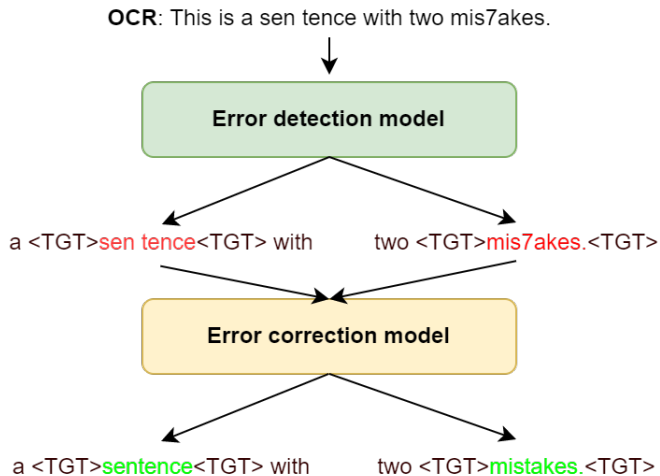 OCR: This is a sen tence with two mis7akes.
Error detection model
a <TGT>sen tence<TGT> with
two <TGT>mis7akes.<TGT>
Error correction model
a <TGT>sentence<TGT> with
two <TGT>mistakes.<TGT>